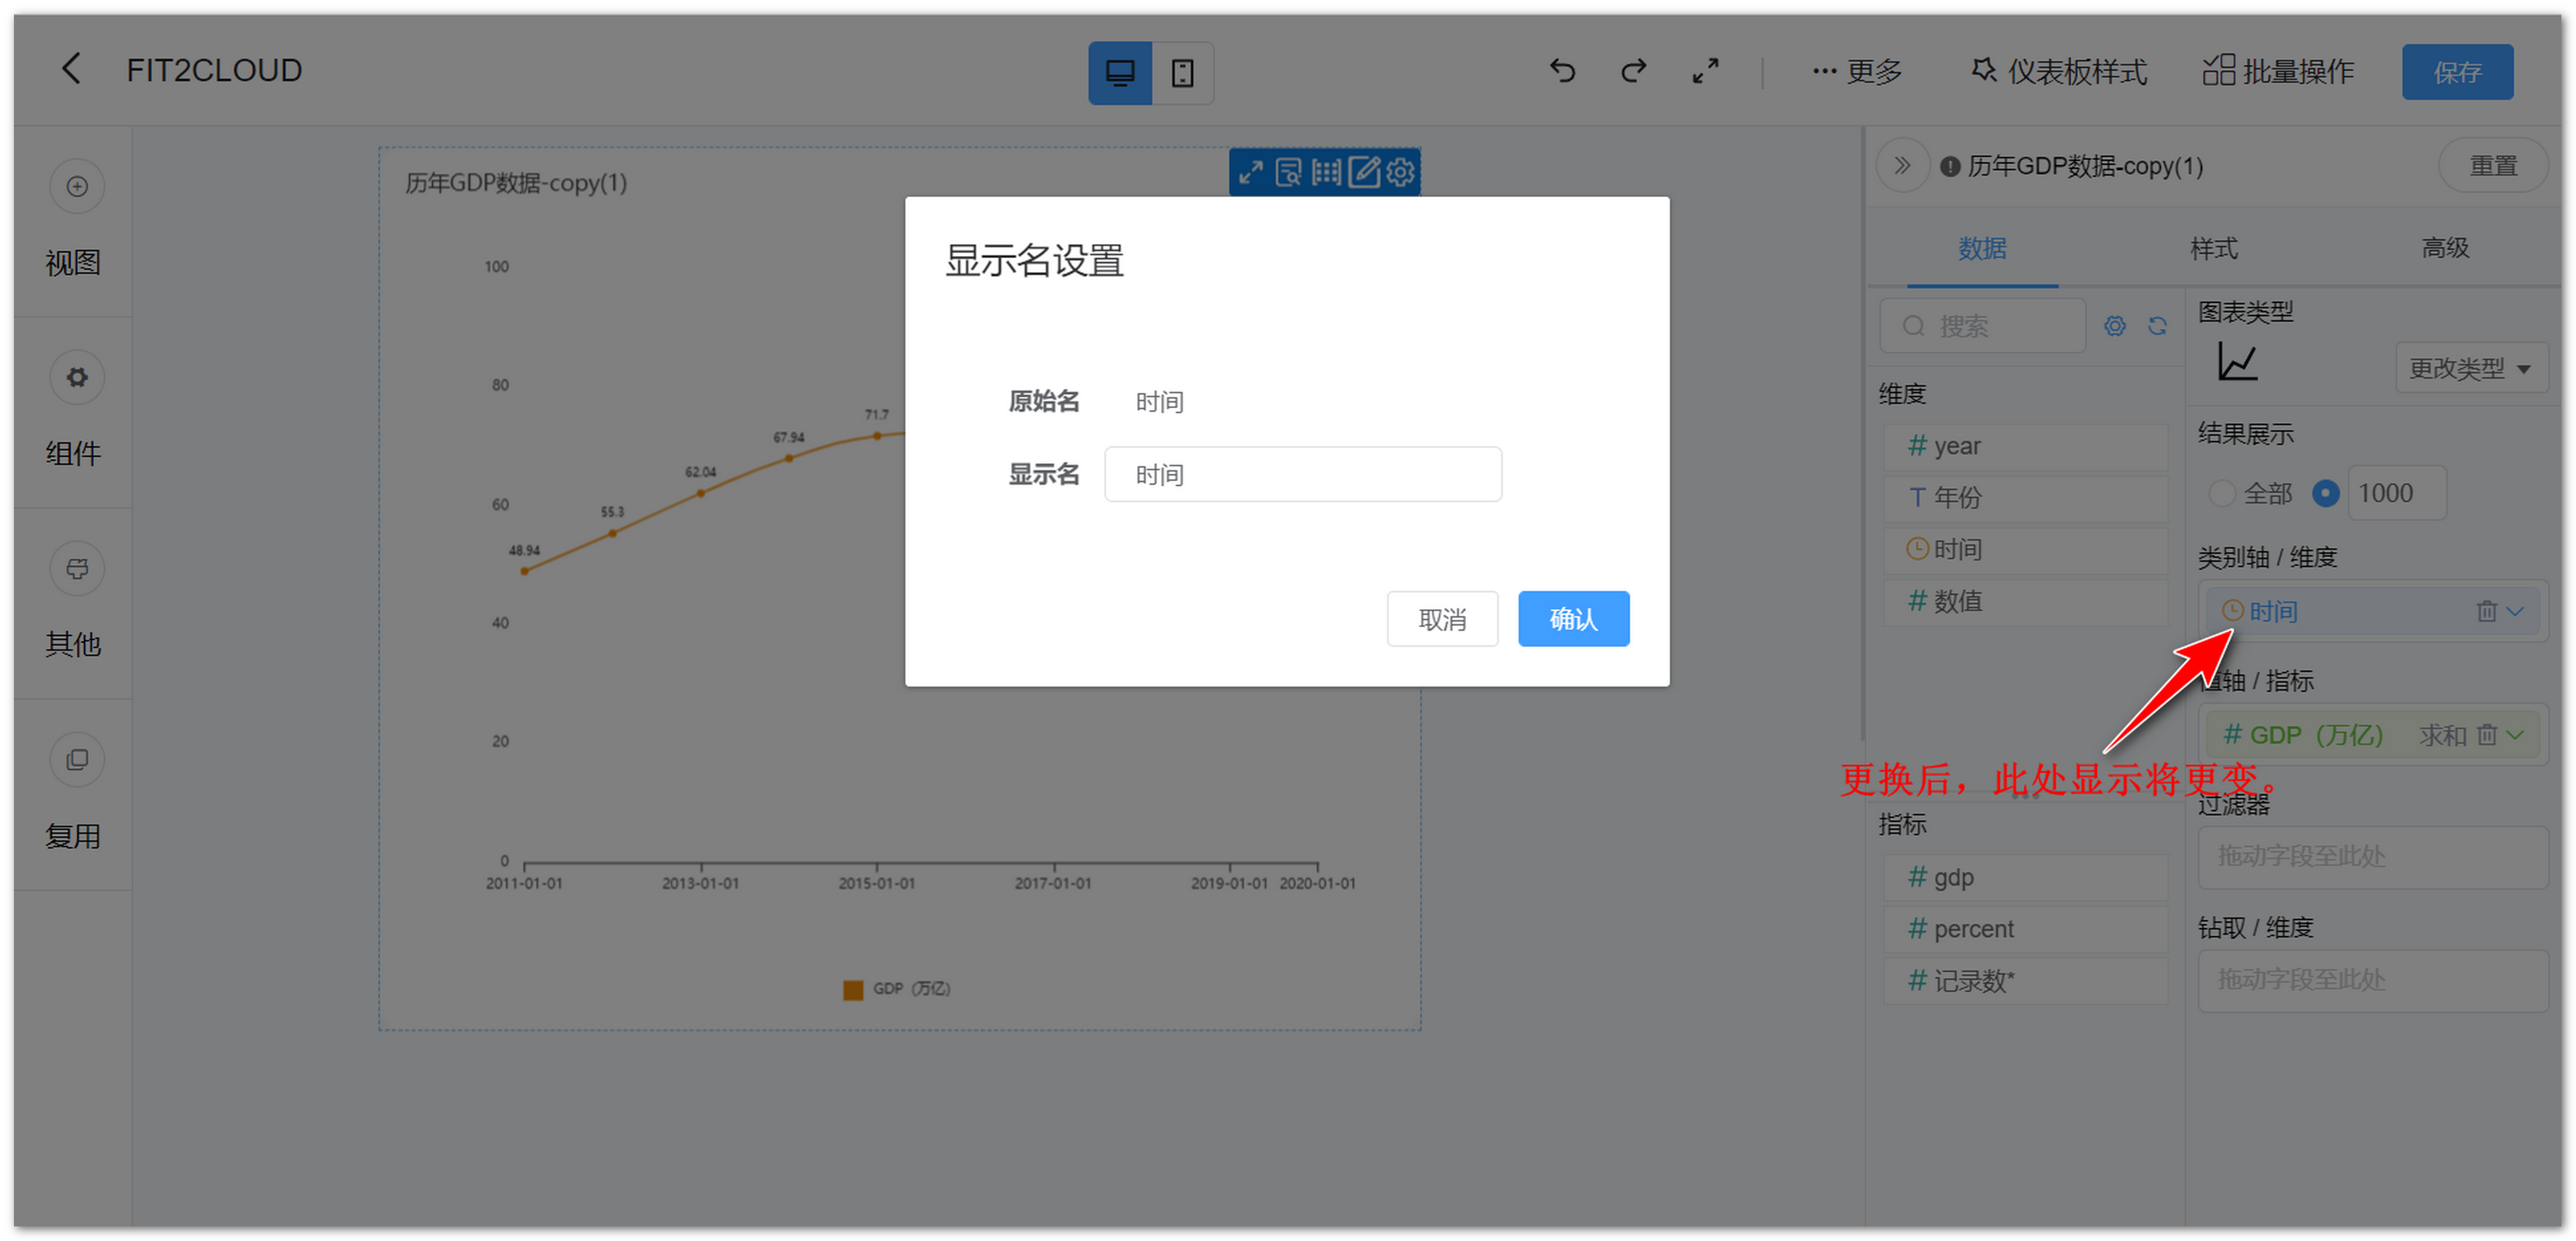 FIT2CLOUD
更多
仪表板样式
批量操作
保存
视图
组件
其他
复用
历年GDP数据-copy(1)
100
80
60
40
20
0
48.94
55.3
62.04
67.94
71.7
2011-01-01
2013-01-01
2015-01-01
2017-01-01
2019-01-01
2020-01-01
GDP（万亿）
显示名设置
原始名 时间
显示名 时间
取消
确认
历年GDP数据-copy(1)
重置
数据
样式
高级
搜索
维度
# year
T 年份
时间
# 数值
指标
# gdp
# percent
# 记录数*
图表类型
更改类型
结果展示
全部
1000
类别轴 / 维度
时间
值轴 / 指标
# GDP（万亿） 求和
更换后，此处显示将更变。
过滤器
拖动字段至此处
钻取 / 维度
拖动字段至此处